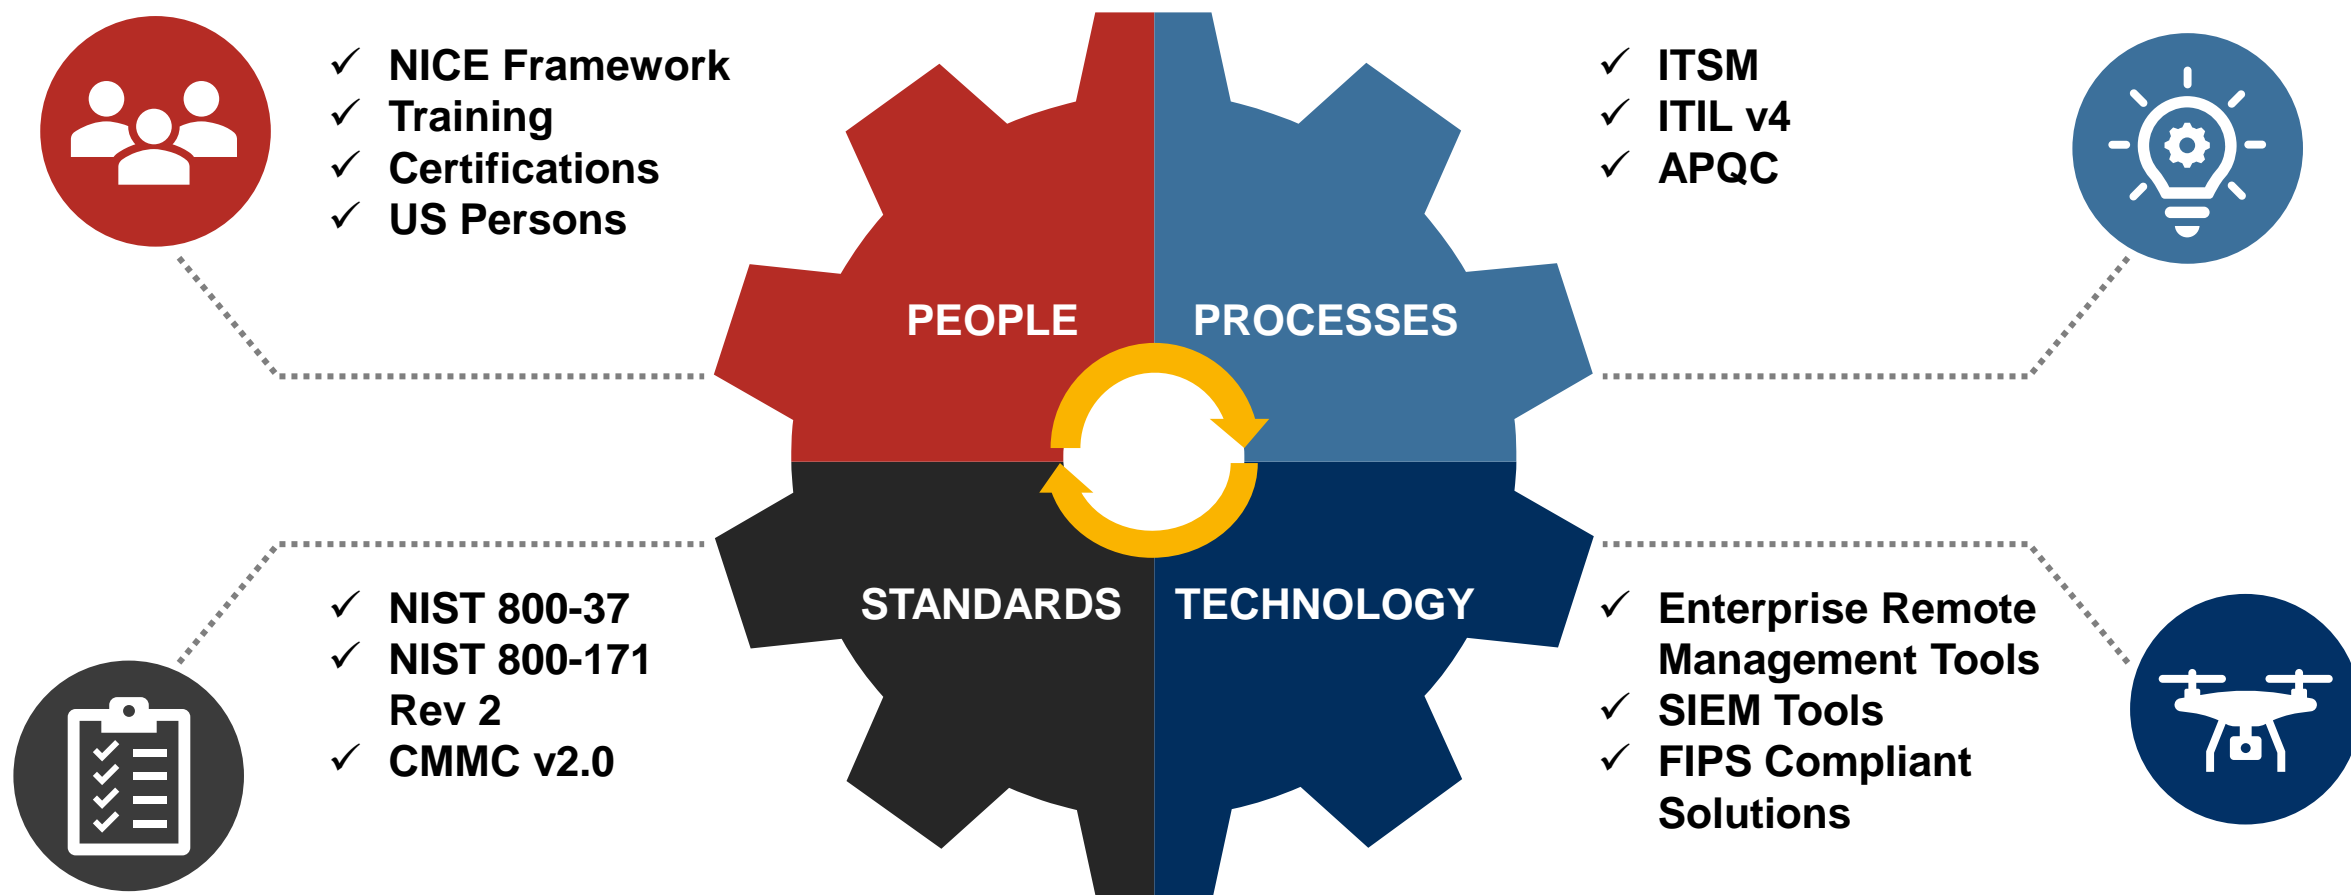 NICE Framework
Training
Certifications
US Persons
ITSM
ITIL v4
APQC
PEOPLE
PROCESSES
STANDARDS
TECHNOLOGY
NIST 800-37
NIST 800-171
Rev 2
CMMC v2.0
Enterprise Remote
Management Tools
SIEM Tools
FIPS Compliant
Solutions